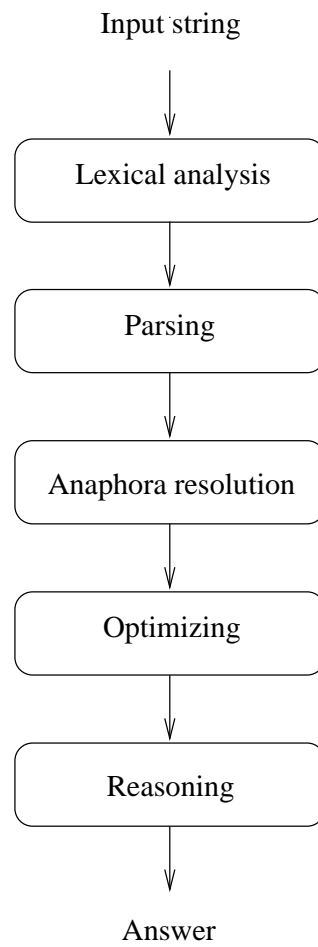 Input string
Lexical analysis
Parsing
Anaphora resolution
Optimizing
Reasoning
Answer